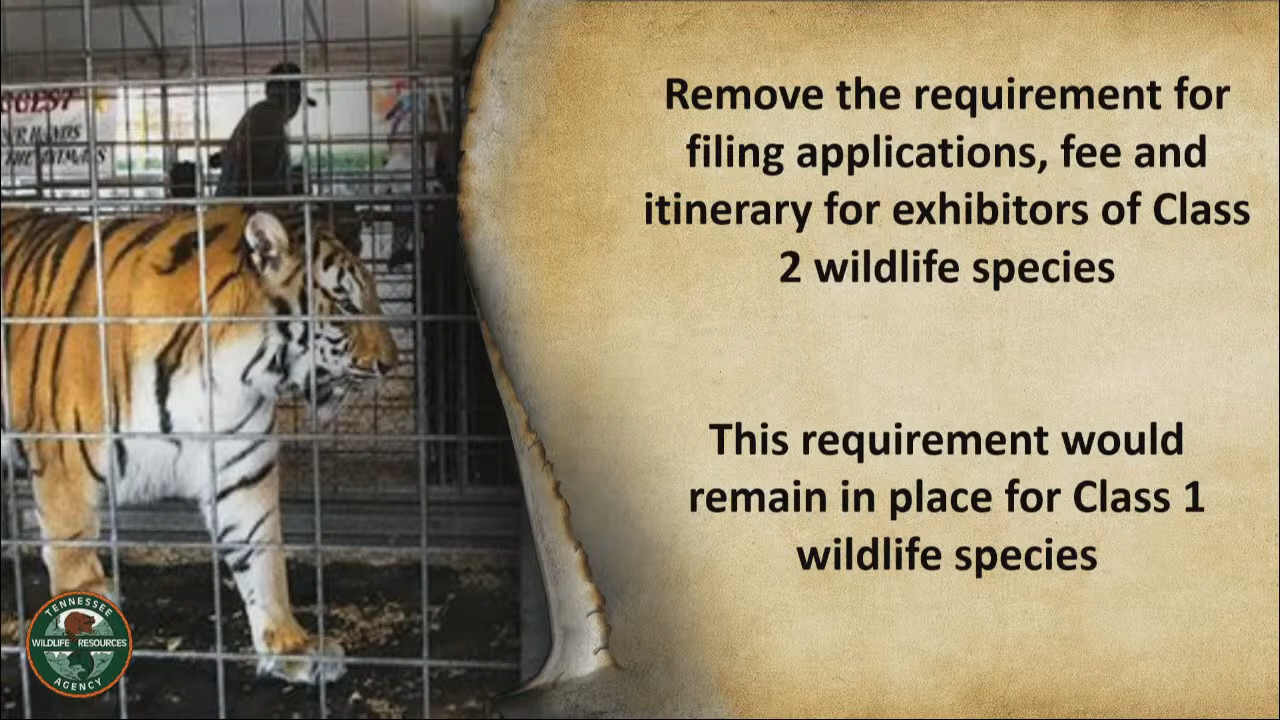 Remove the requirement for
filing applications, fee and
itinerary for exhibitors of Class
2 wildlife species
This requirement would
remain in place for Class 1
wildlife species
TENNESSEE
WILDLIFE RESOURCES
AGENCY